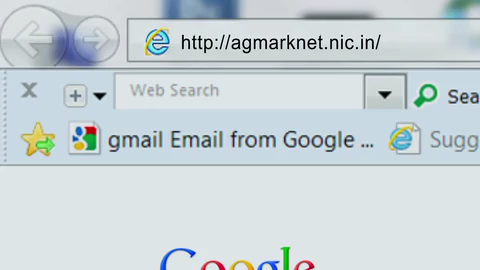 http://agmarknet.nic.in/
x Web Search Sea
gmail Email from Google ... Sugg
Google